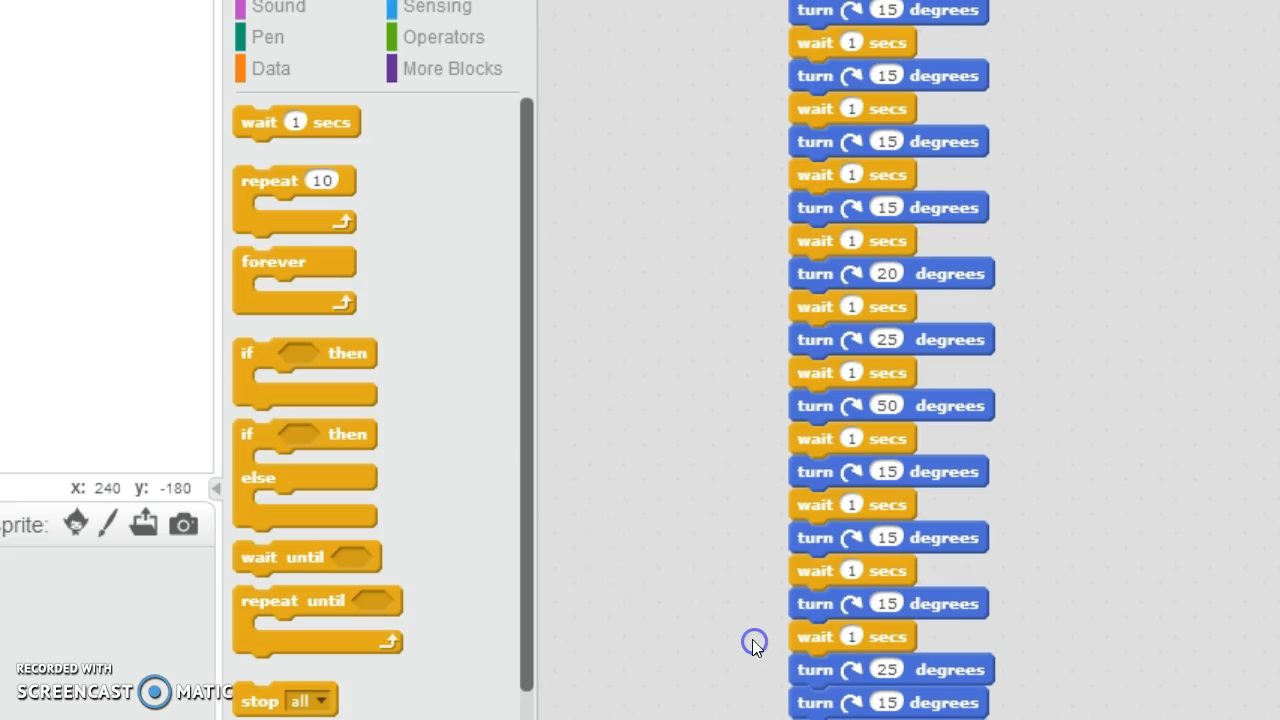 Sound
Sensing
Pen
Operators
Data
More Blocks
wait 1 secs
repeat 10
forever
if then
if then
else
wait until
repeat until
stop all
x: 240 y: -180
prite:
RECORDED WITH
SCREENCAST MATIC
turn 15 degrees
wait 1 secs
turn 15 degrees
wait 1 secs
turn 15 degrees
wait 1 secs
turn 15 degrees
wait 1 secs
turn 20 degrees
wait 1 secs
turn 25 degrees
wait 1 secs
turn 50 degrees
wait 1 secs
turn 15 degrees
wait 1 secs
turn 15 degrees
wait 1 secs
turn 15 degrees
wait 1 secs
turn 25 degrees
turn 15 degrees